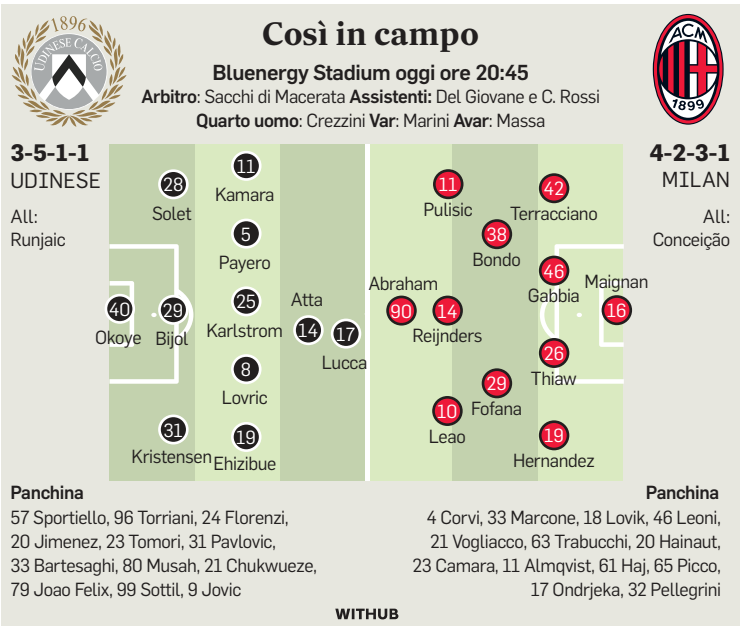 1896
UDINESE CALCIO
Così in campo
Bluenergy Stadium oggi ore 20:45
Arbitro: Sacchi di Macerata Assistenti: Del Giovane e C. Rossi
Quarto uomo: Crezzini Var: Marini Avar: Massa
ACM
1899
3-5-1-1
UDINESE
All:
Runjaic
4-2-3-1
MILAN
All:
Conceição
40
Okoye
28
Solet
29
Bijol
31
Kristensen
11
Kamara
5
Payero
25
Karlstrom
8
Lovric
19
Ehizibue
Atta
14
17
Lucca
Abraham
90
11
Pulisic
14
Reijnders
10
Leao
38
Bondo
29
Fofana
42
Terracciano
46
Gabbia
26
Thiaw
19
Hernandez
Maignan
16
Panchina
57 Sportiello, 96 Torriani, 24 Florenzi,
20 Jimenez, 23 Tomori, 31 Pavlovic,
33 Bartesaghi, 80 Musah, 21 Chukwueze,
79 Joao Felix, 99 Sottil, 9 Jovic
Panchina
4 Corvi, 33 Marcone, 18 Lovik, 46 Leoni,
21 Vogliacco, 63 Trabucchi, 20 Hainaut,
23 Camara, 11 Almqvist, 61 Haj, 65 Picco,
17 Ondrjeka, 32 Pellegrini
WITHUB